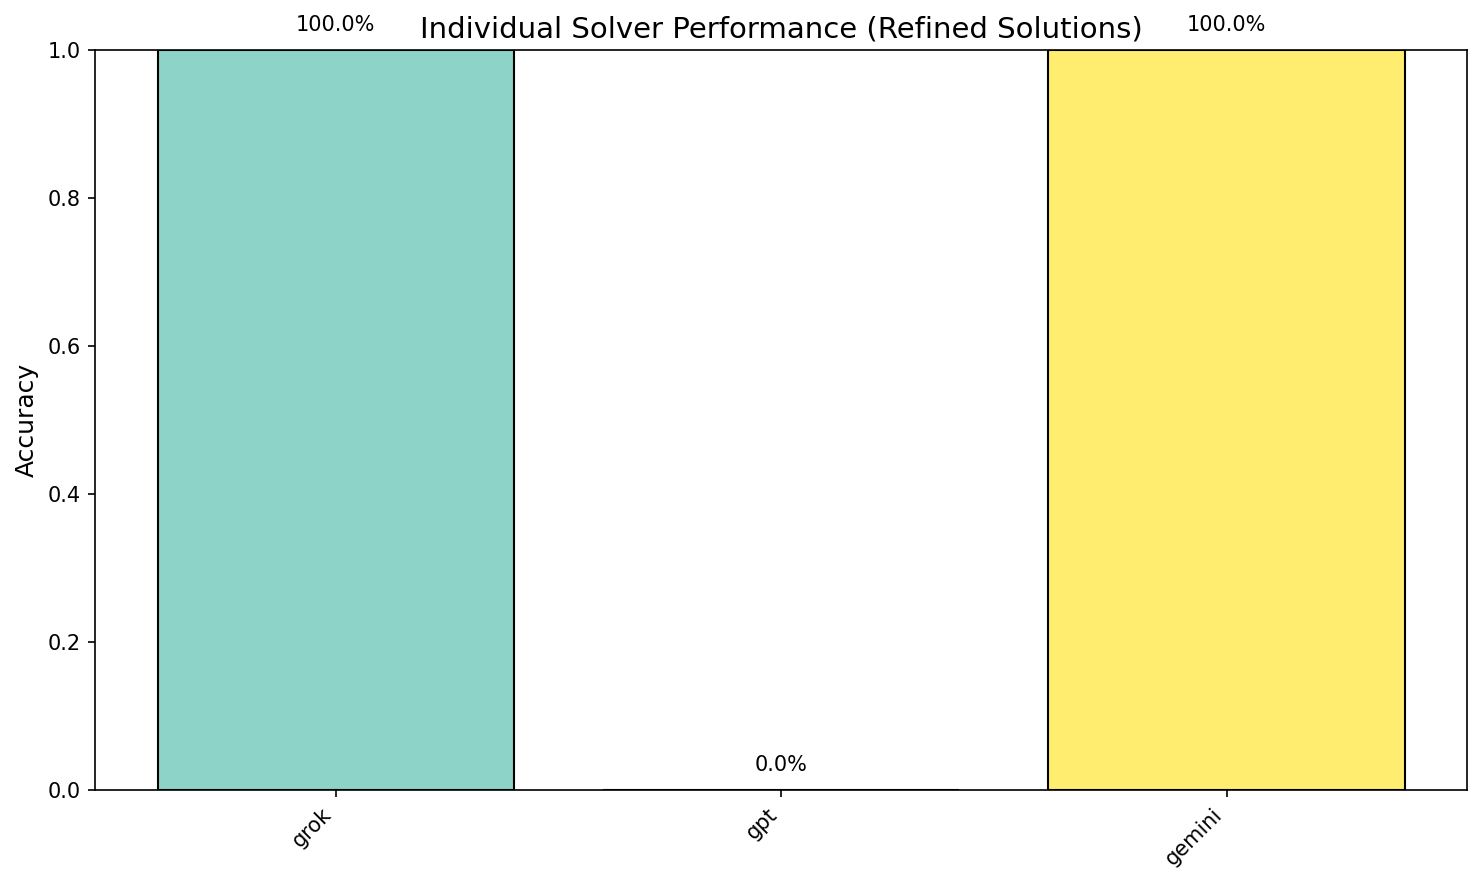 Individual Solver Performance (Refined Solutions)
100.0%
100.0%
0.0%
1.0
0.8
0.6
0.4
0.2
0.0
Accuracy
grok
gpt
gemini